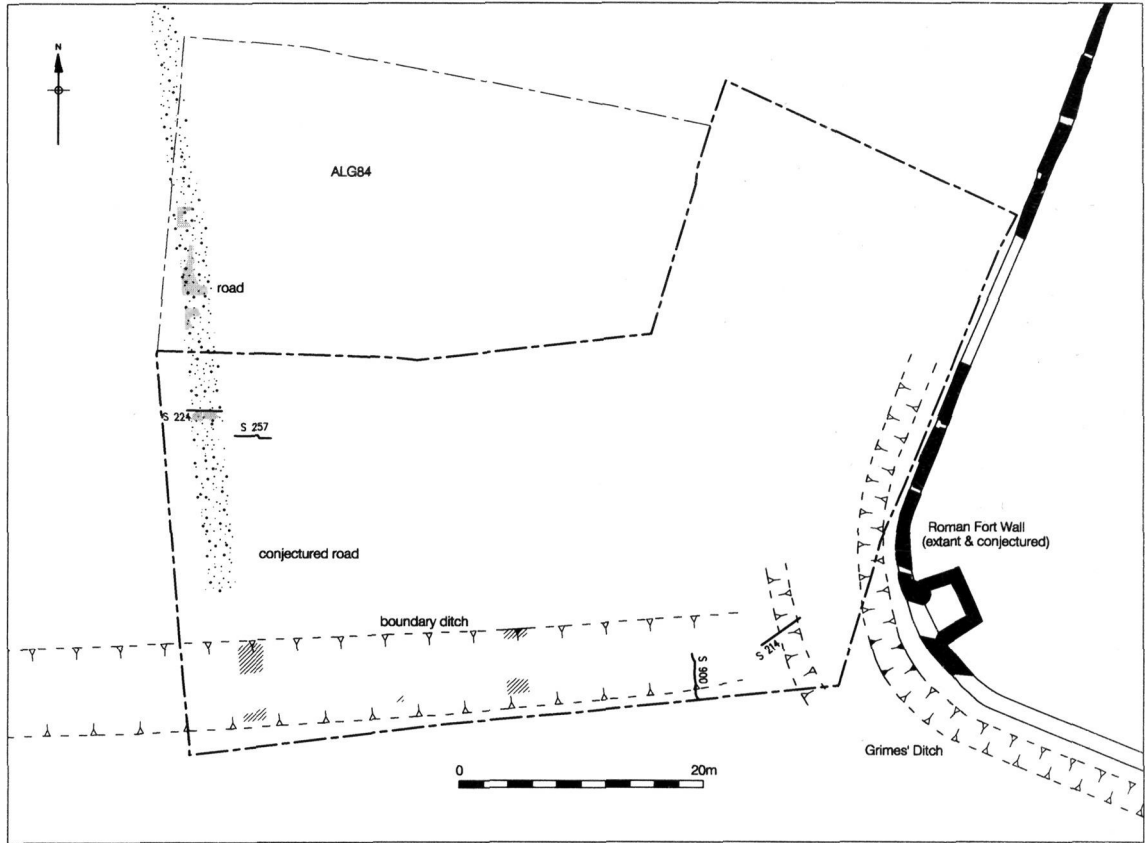 N
ALG84
road
S 224
S 257
conjectured road
Roman Fort Wall
(extant & conjectured)
boundary ditch
S 214
S 900
Grimes' Ditch
0 20m